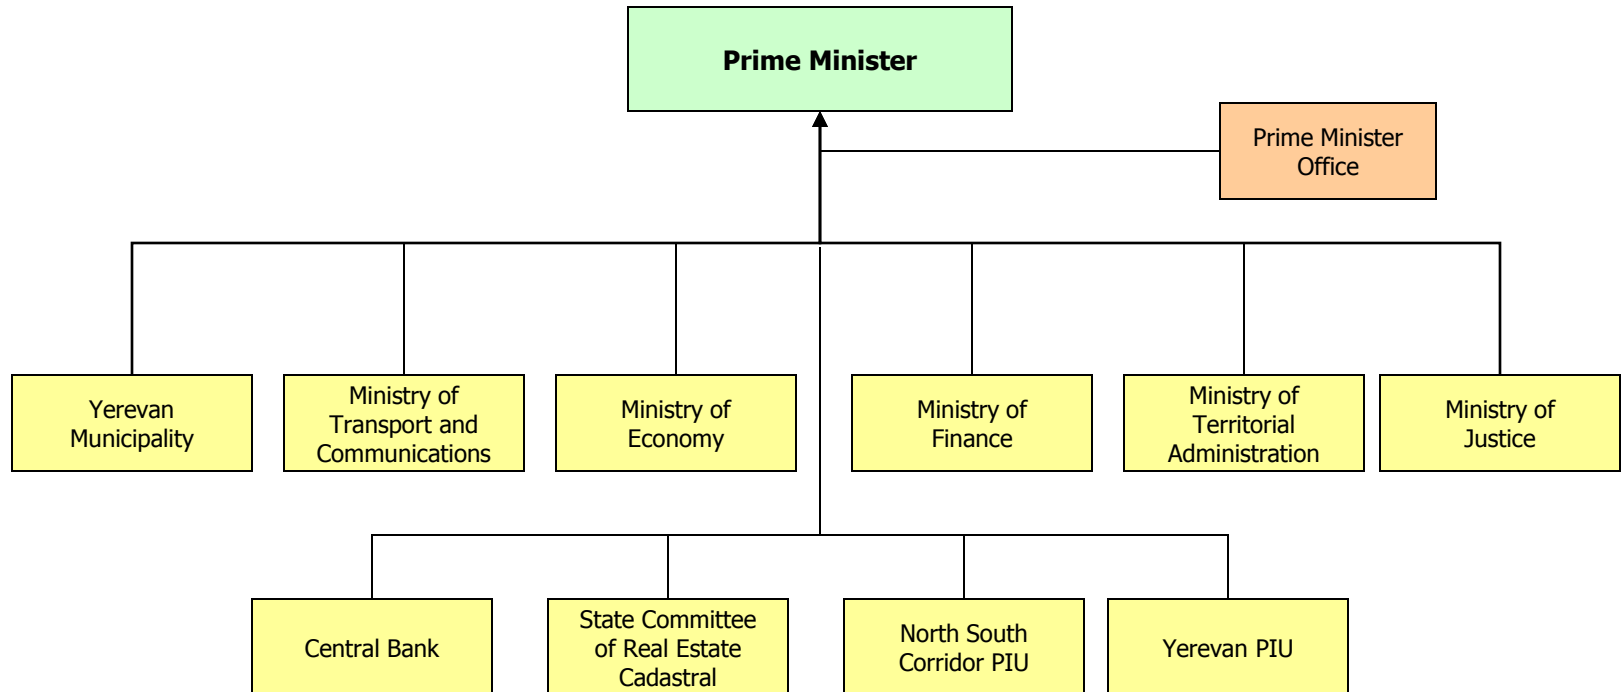 Prime Minister
Prime Minister
Office
Yerevan
Municipality
Ministry of
Transport and
Communications
Ministry of
Economy
Ministry of
Finance
Ministry of
Territorial
Administration
Ministry of
Justice
Central Bank
State Committee
of Real Estate
Cadastral
North South
Corridor PIU
Yerevan PIU